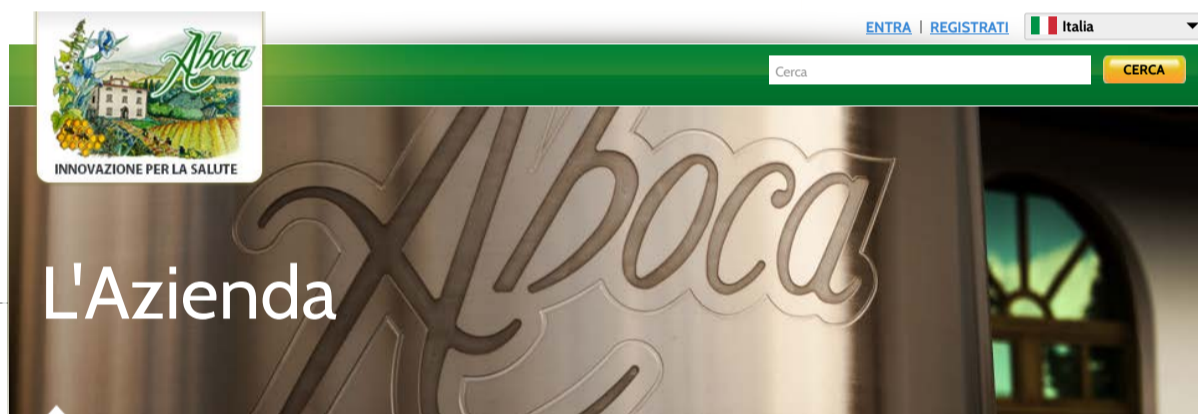 ENTRA | REGISTRATI
Italia
Aboca
Cerca
CERCA
INNOVAZIONE PER LA SALUTE
Aboca
L'Azienda